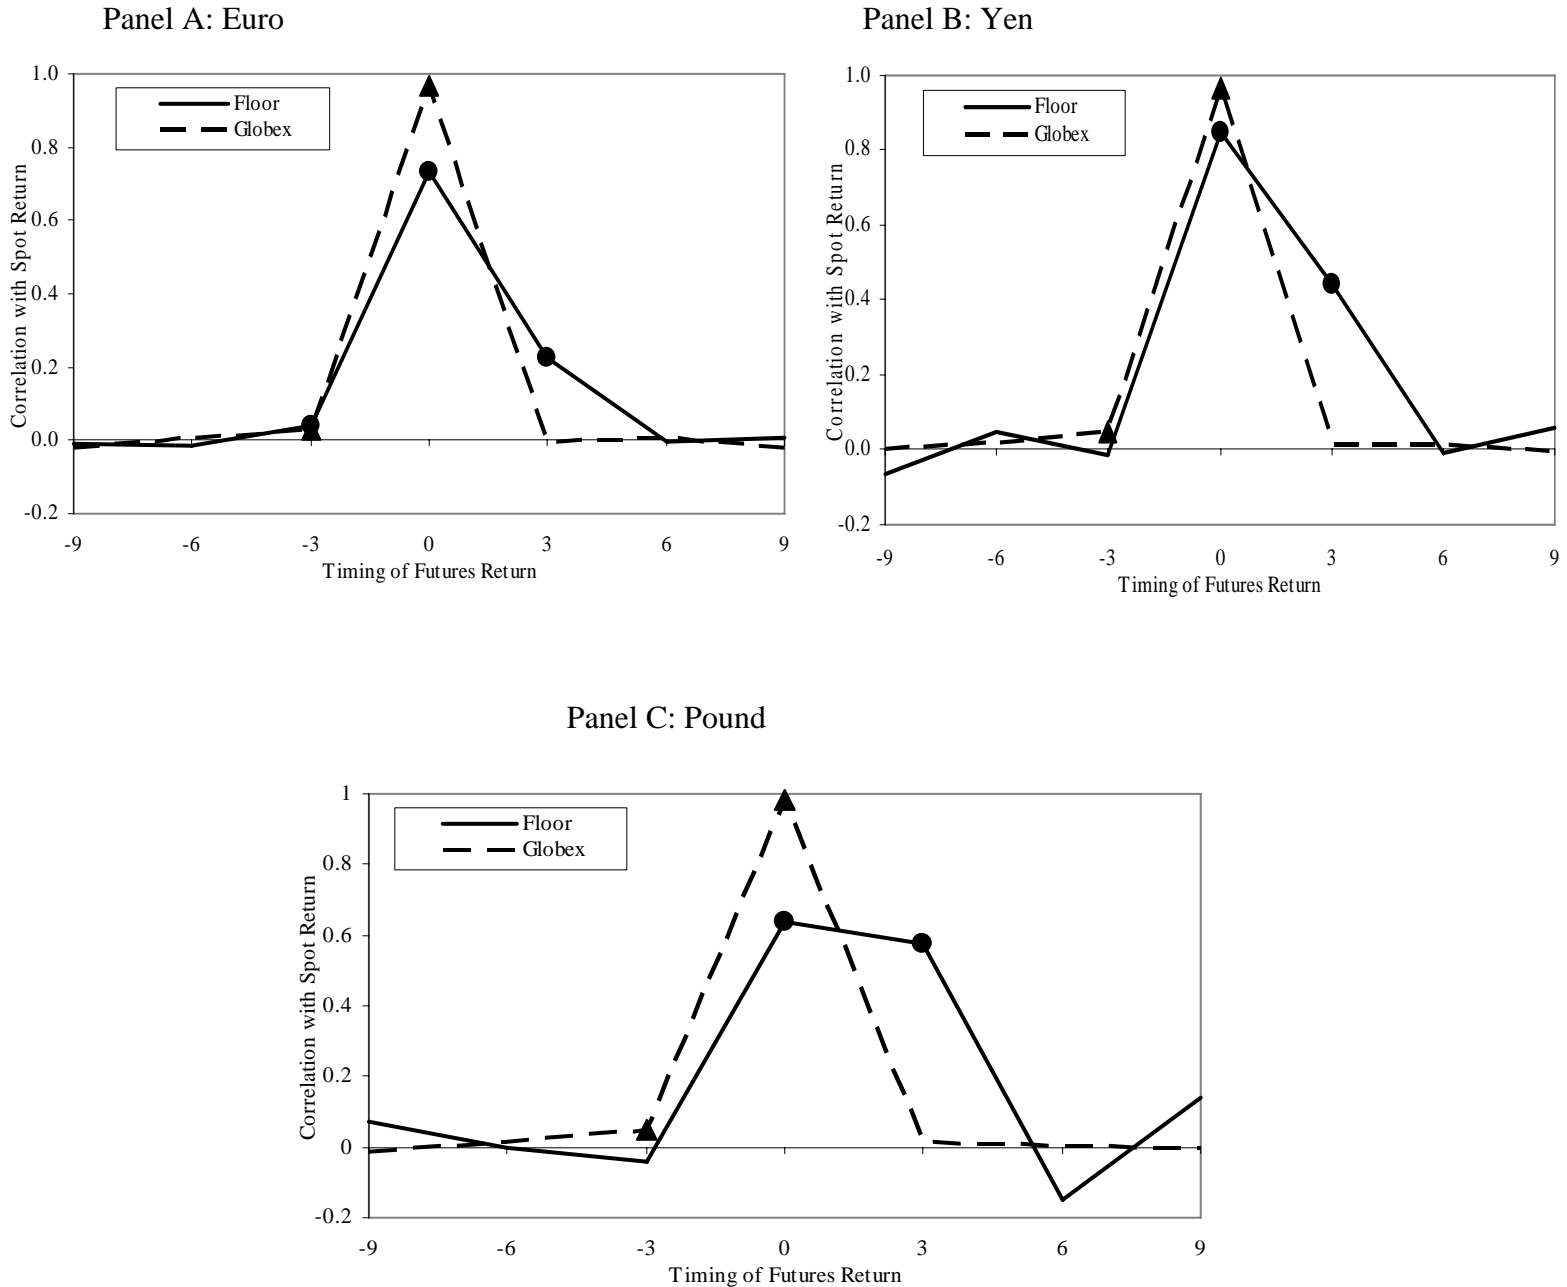 Panel A: Euro
1.0
0.8
0.6
0.4
0.2
0.0
-0.2
Correlation with Spot Return
Floor
Globex
-9 -6 -3 0 3 6 9
Timing of Futures Return
Panel B: Yen
1.0
0.8
0.6
0.4
0.2
0.0
-0.2
Correlation with Spot Return
Floor
Globex
-9 -6 -3 0 3 6 9
Timing of Futures Return
Panel C: Pound
1
0.8
0.6
0.4
0.2
0
-0.2
Correlation with Spot Return
Floor
Globex
-9 -6 -3 0 3 6 9
Timing of Futures Return